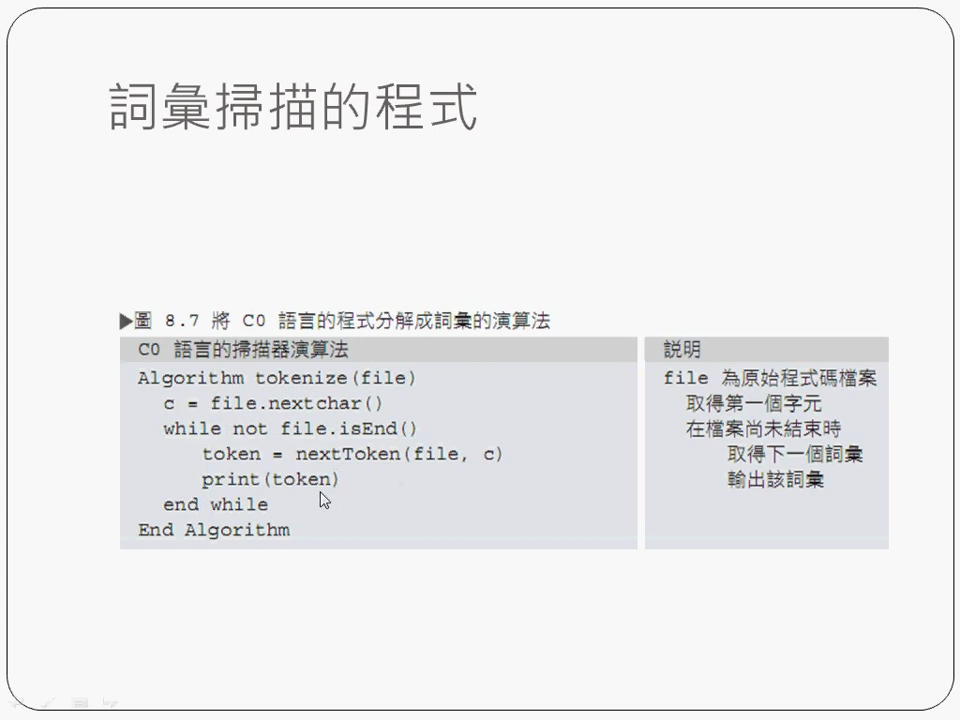 詞彙掃描的程式
▶圖 8.7 將 C0 語言的程式分解成詞彙的演算法
C0 語言的掃描器演算法
Algorithm tokenize(file)
c = file.nextchar()
while not file.isEnd()
token = nextToken(file, c)
print(token)
end while
End Algorithm
說明
file 為原始程式碼檔案
取得第一個字元
在檔案尚未結束時
取得下一個詞彙
輸出該詞彙